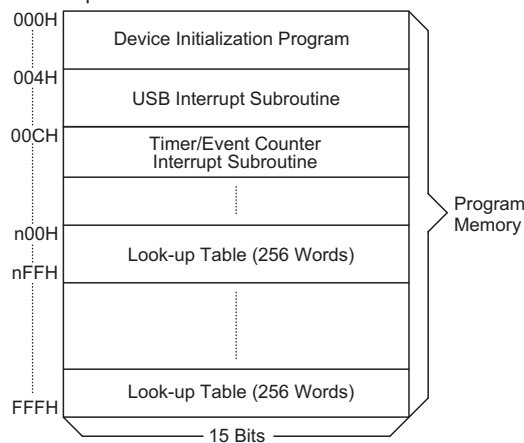 000H
Device Initialization Program
004H
USB Interrupt Subroutine
00CH
Timer/Event Counter
Interrupt Subroutine
Program
Memory
n00H
Look-up Table (256 Words)
nFFH
Look-up Table (256 Words)
FFFH
15 Bits